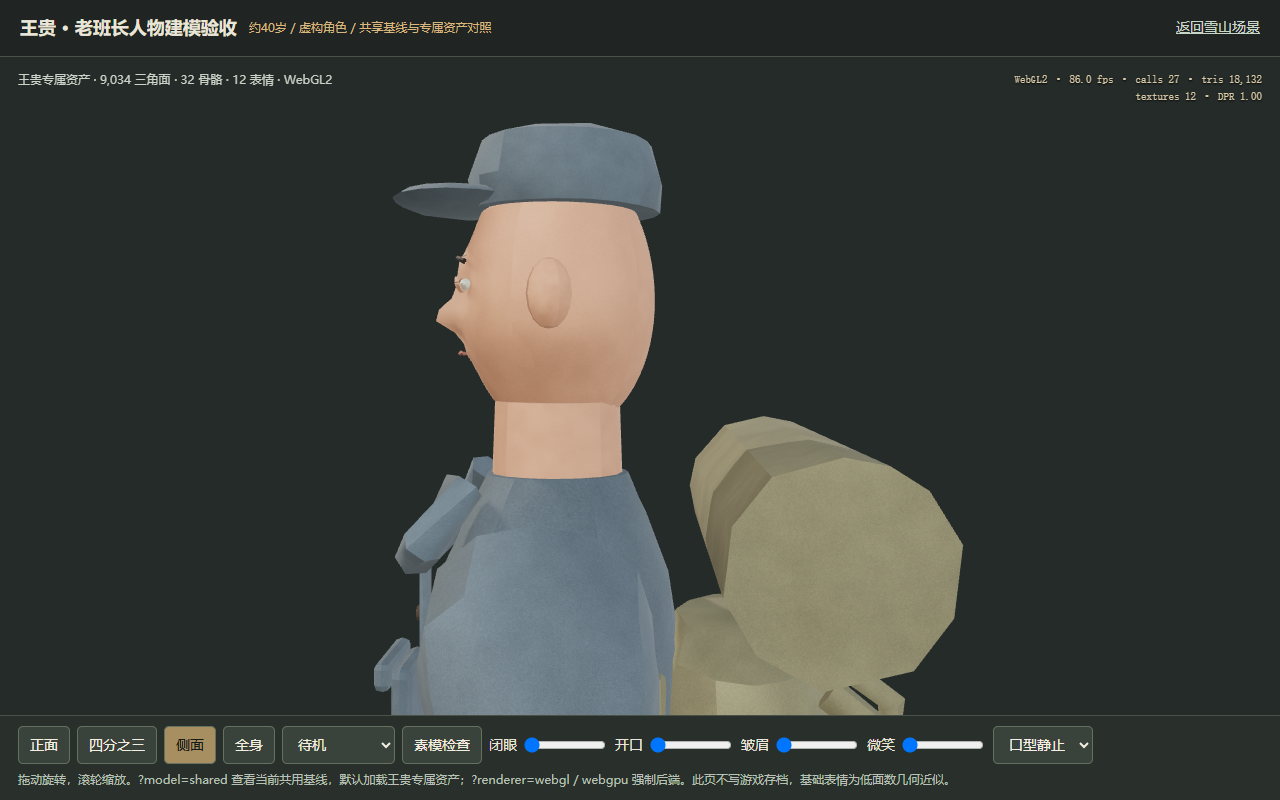 王贵 • 老班长人物建模验收 约40岁 / 虚构角色 / 共享基线与专属资产对照 返回雪山场景
王贵专属资产 · 9,034 三角面 · 32 骨骼 · 12 表情 · WebGL2
WebGL2 · 86.0 fps · calls 27 · tris 18,132
textures 12 · DPR 1.00
正面 四分之三 侧面 全身 待机 素模检查 闭眼 开口 皱眉 微笑 口型静止
拖动旋转，滚轮缩放。?model=shared 查看当前共用基线，默认加载王贵专属资产；?renderer=webgl / webgpu 强制后端。此页不写游戏存档，基础表情为低面数几何近似。